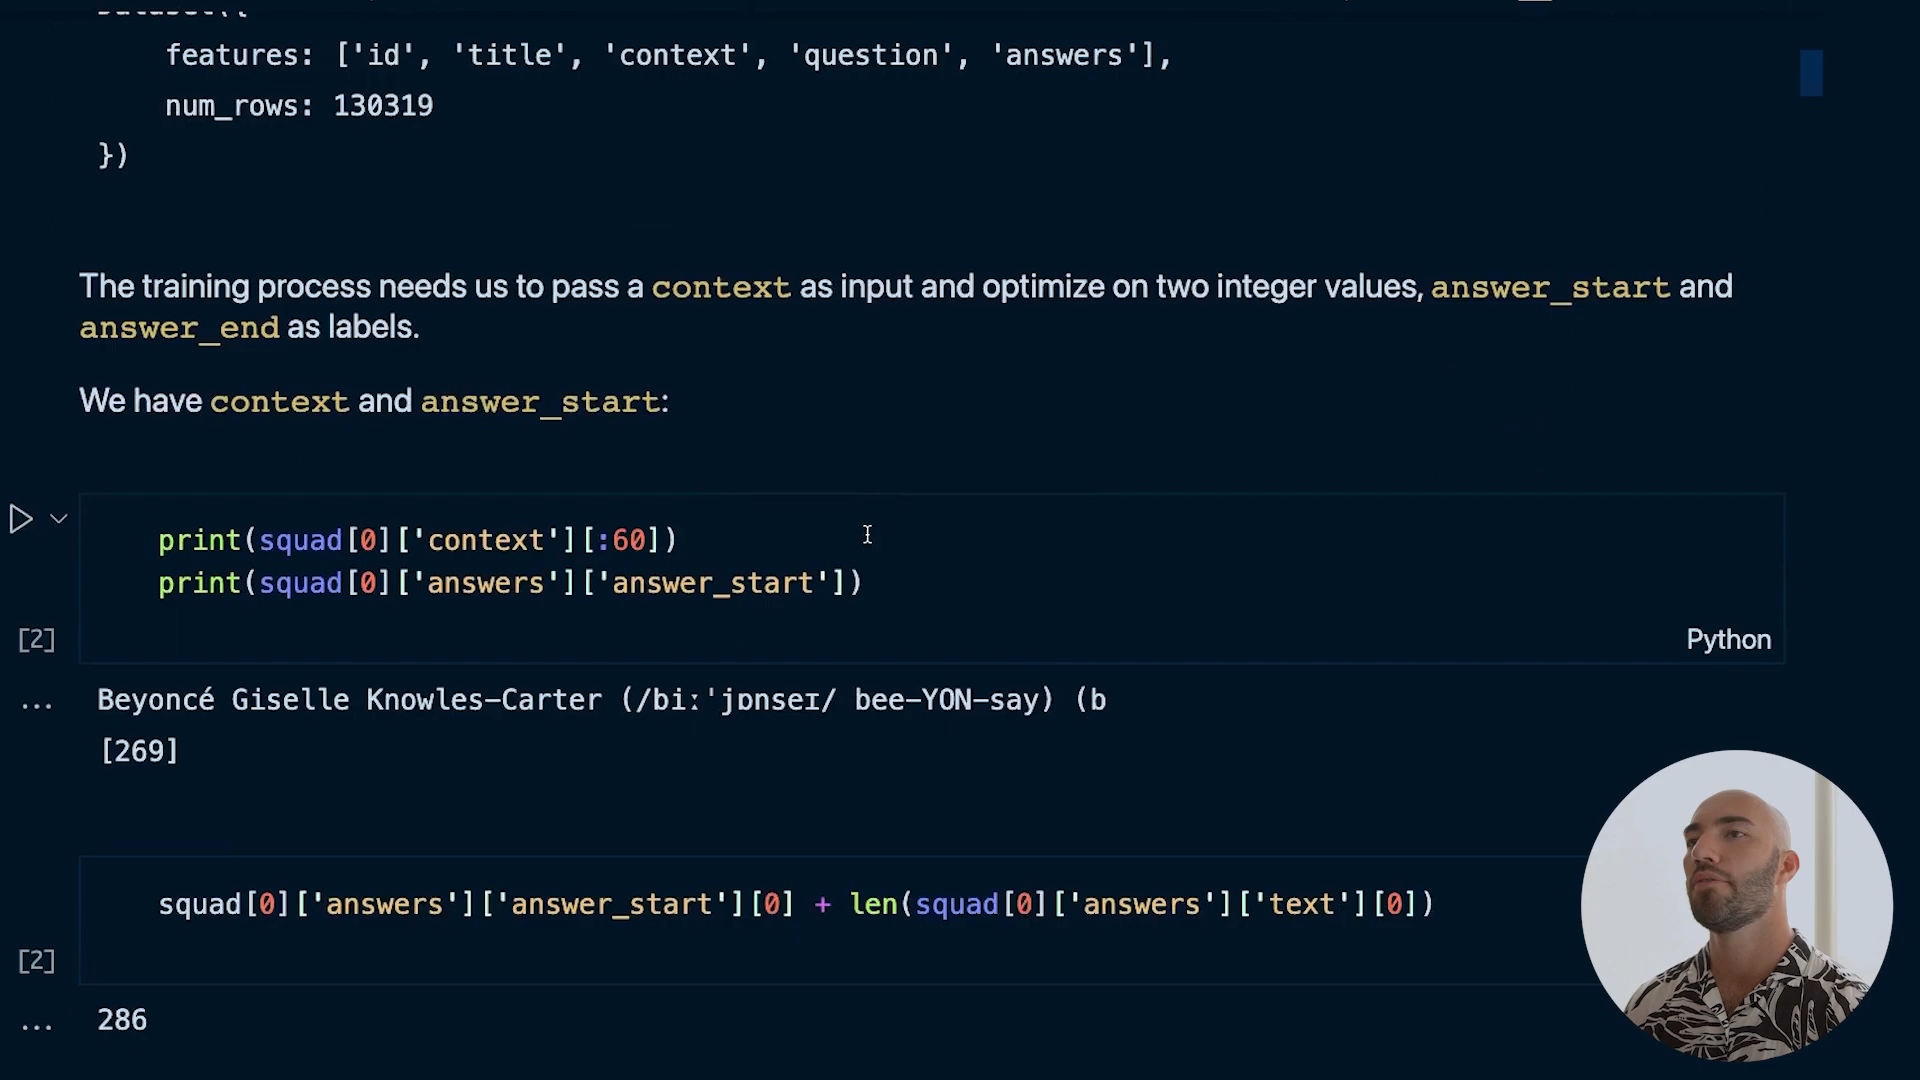 Dataset({
features: ['id', 'title', 'context', 'question', 'answers'],
num_rows: 130319
})
The training process needs us to pass a context as input and optimize on two integer values, answer_start and
answer_end as labels.
We have context and answer_start:
print(squad[0]['context'][:60])
print(squad[0]['answers']['answer_start'])
[2]
Python
... Beyoncé Giselle Knowles-Carter (/biːˈjɒnseɪ/ bee-YON-say) (b
[269]
squad[0]['answers']['answer_start'][0] + len(squad[0]['answers']['text'][0])
[2]
... 286